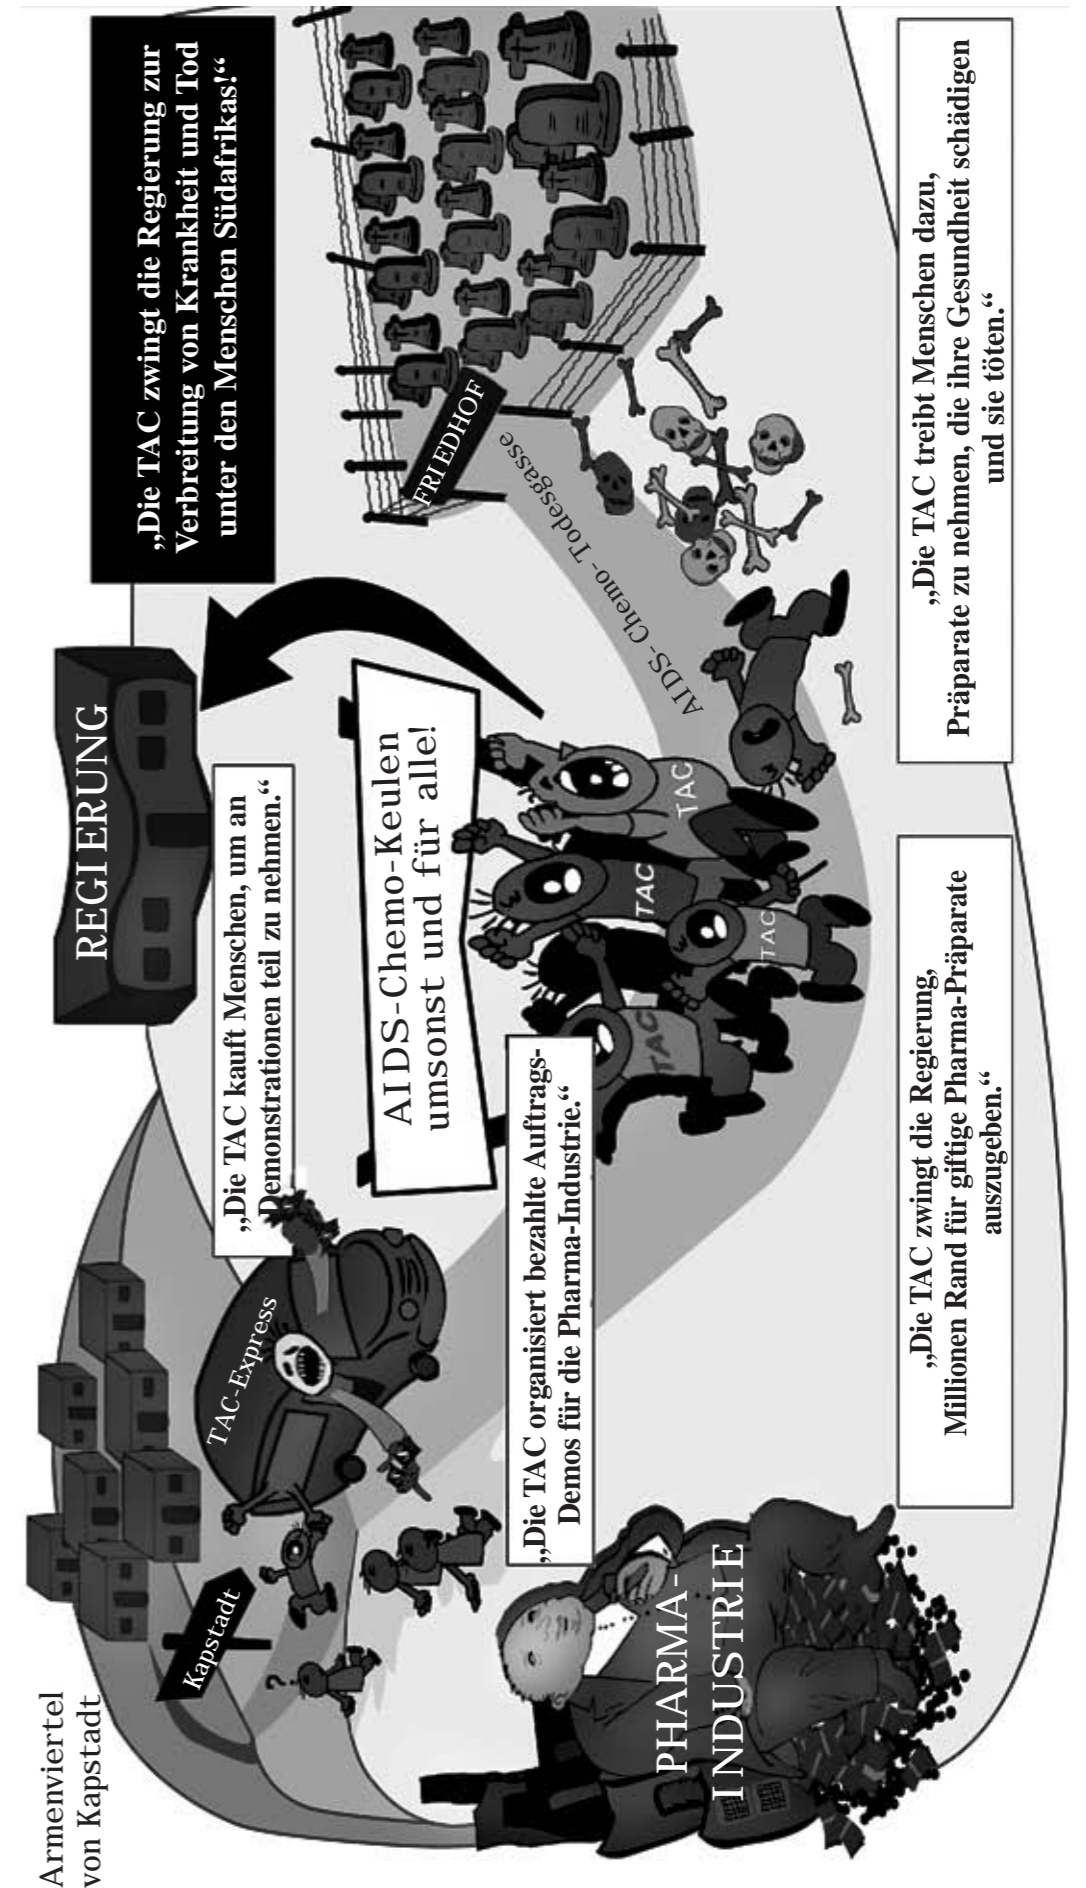 Armenviertel
von Kapstadt
Kapstadt
TAC-Express
REGIERUNG
„Die TAC zwingt die Regierung zur
Verbreitung von Krankheit und Tod
unter den Menschen Südafrikas!“
„Die TAC kauft Menschen, um an
Demonstrationen teil zu nehmen.“
AIDS-Chemo-Keulen
umsonst und für alle!
FRIEDHOF
AIDS-Chemo-Todesgasse
„Die TAC organisiert bezahlte Auftrags-
Demos für die Pharma-Industrie.“
TAC
TAC
TAC
TAC
PHARMA-
INDUSTRIE
„Die TAC zwingt die Regierung,
Millionen Rand für giftige Pharma-Präparate
auszugeben.“
„Die TAC treibt Menschen dazu,
Präparate zu nehmen, die ihre Gesundheit schädigen
und sie töten.“